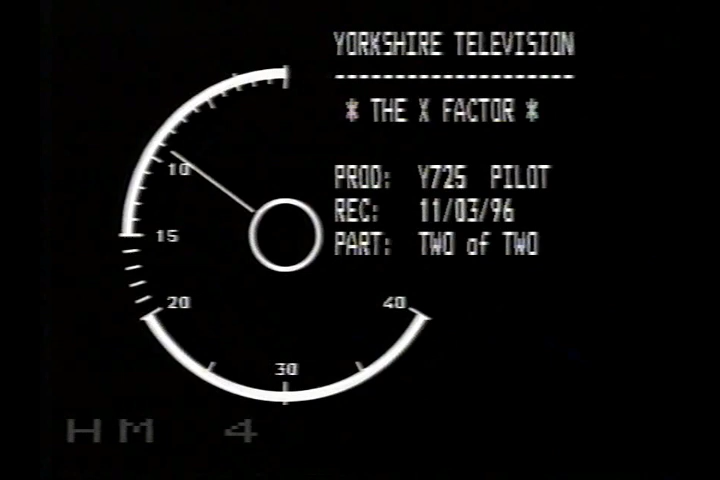 YORKSHIRE TELEVISION
--------------------
* THE X FACTOR *
PROD: Y725 PILOT
REC: 11/03/96
PART: TWO of TWO
10
15
20
30
40
HM 4